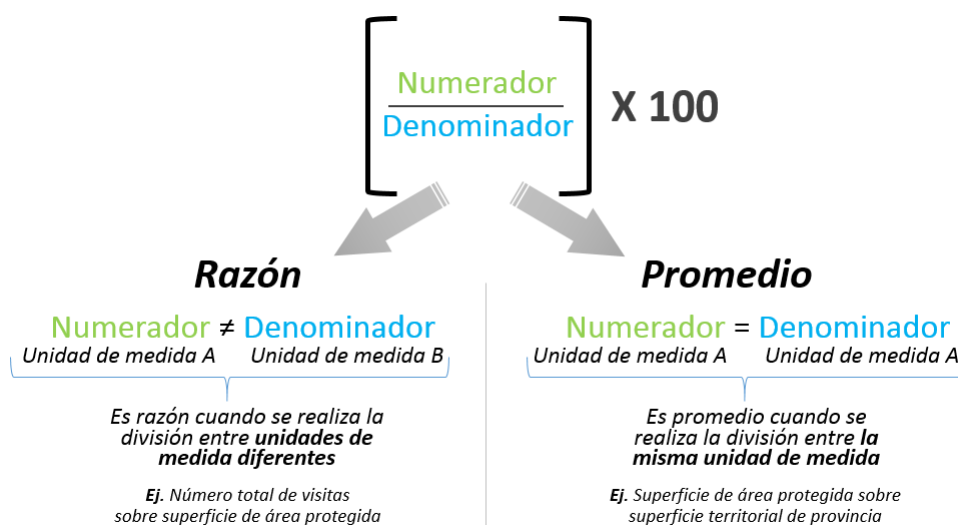 Numerador
Denominador
X 100
Razón
Numerador ≠ Denominador
Unidad de medida A Unidad de medida B
Es razón cuando se realiza la
división entre unidades de
medida diferentes
Ej. Número total de visitas
sobre superficie de área protegida
Promedio
Numerador = Denominador
Unidad de medida A Unidad de medida A
Es promedio cuando se
realiza la división entre la
misma unidad de medida
Ej. Superficie de área protegida sobre
superficie territorial de provincia